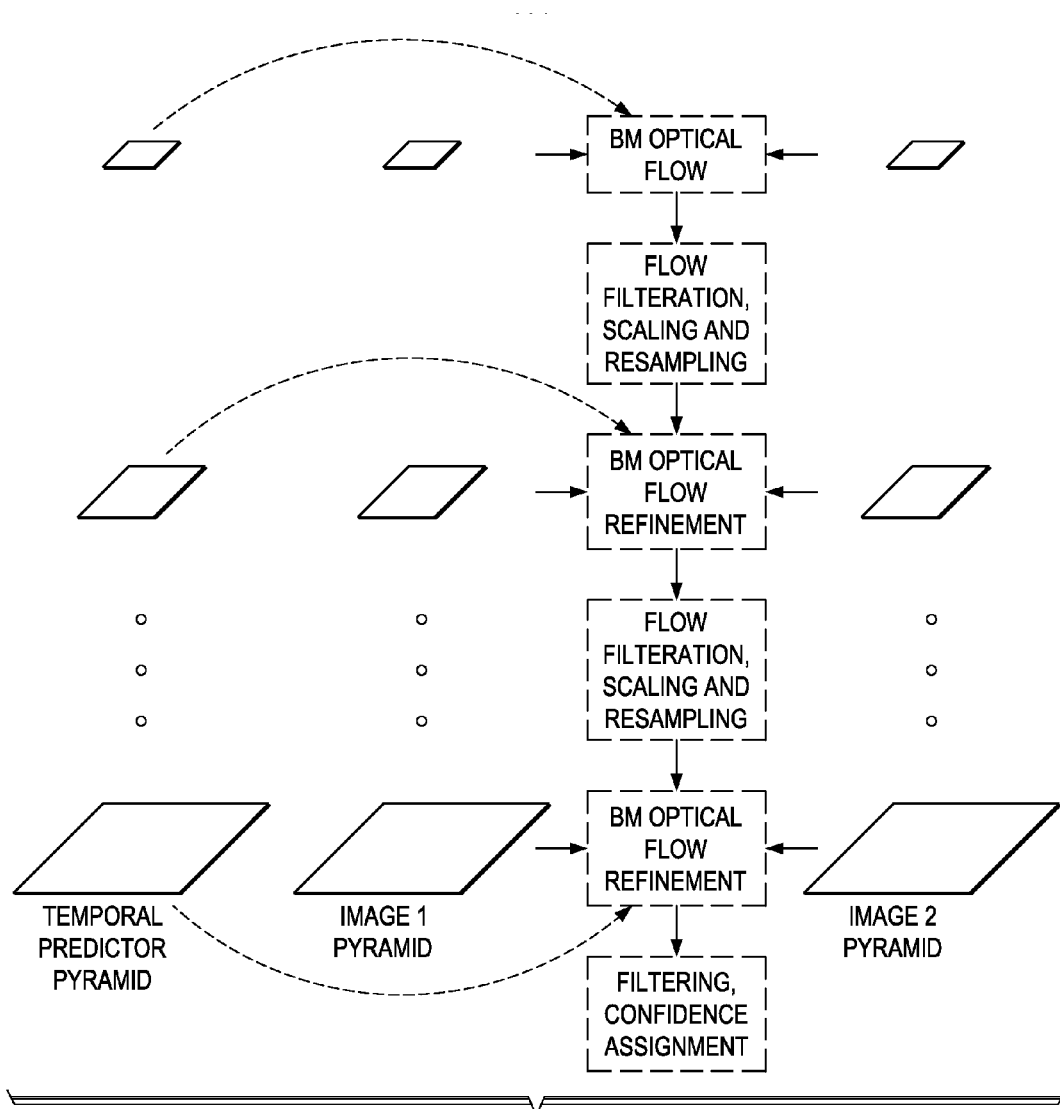 BM OPTICAL
FLOW
FLOW
FILTERATION,
SCALING AND
RESAMPLING
BM OPTICAL
FLOW
REFINEMENT
FLOW
FILTERATION,
SCALING AND
RESAMPLING
BM OPTICAL
FLOW
REFINEMENT
TEMPORAL
PREDICTOR
PYRAMID
IMAGE 1
PYRAMID
IMAGE 2
PYRAMID
FILTERING,
CONFIDENCE
ASSIGNMENT